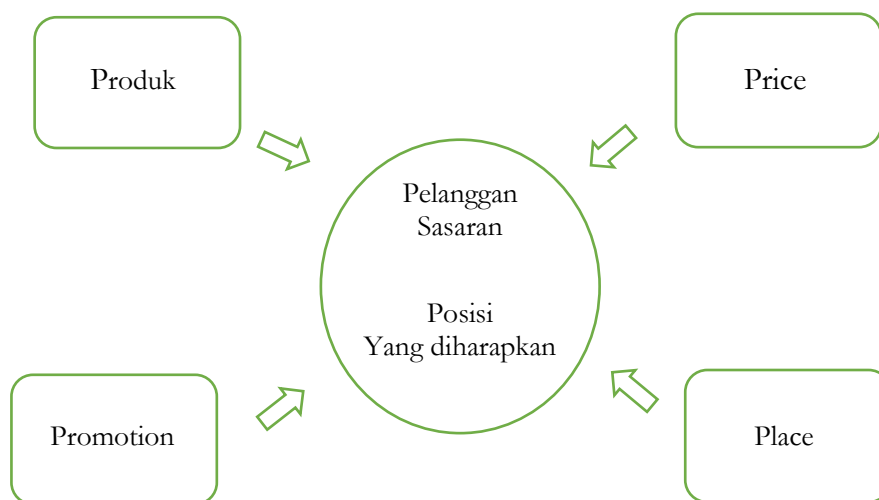 Produk
Price
Pelanggan
Sasaran
Posisi
Yang diharapkan
Promotion
Place